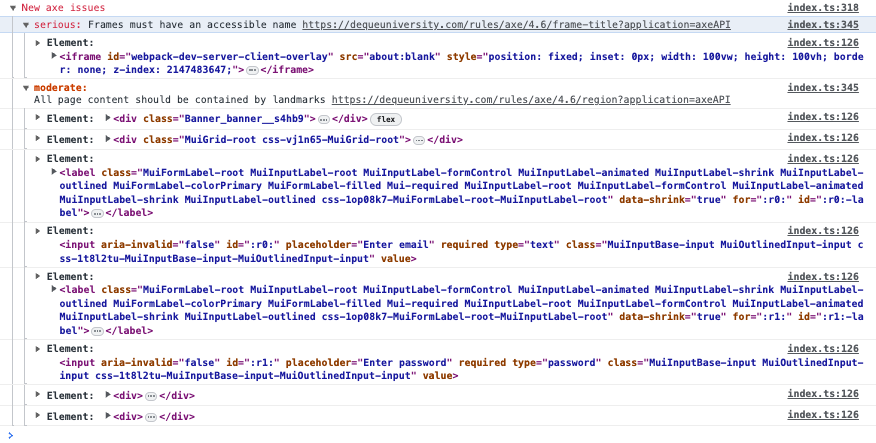 New axe issues index.ts:318
serious: Frames must have an accessible name https://dequeuniversity.com/rules/axe/4.6/frame-title?application=axeAPI index.ts:345
Element: index.ts:126
<iframe id="webpack-dev-server-client-overlay" src="about:blank" style="position: fixed; inset: 0px; width: 100vw; height: 100vh; borde
r: none; z-index: 2147483647;">…</iframe>
moderate: index.ts:345
All page content should be contained by landmarks https://dequeuniversity.com/rules/axe/4.6/region?application=axeAPI
Element: <div class="Banner_banner__s4hb9">…</div> flex index.ts:126
Element: <div class="MuiGrid-root css-vj1n65-MuiGrid-root">…</div> index.ts:126
Element: index.ts:126
<label class="MuiFormLabel-root MuiInputLabel-root MuiInputLabel-formControl MuiInputLabel-animated MuiInputLabel-shrink MuiInputLabel-
outlined MuiFormLabel-colorPrimary MuiFormLabel-filled Mui-required MuiInputLabel-root MuiInputLabel-formControl MuiInputLabel-animated
MuiInputLabel-shrink MuiInputLabel-outlined css-1op08k7-MuiFormLabel-root-MuiInputLabel-root" data-shrink="true" for=":r0:" id=":r0:-la
bel">…</label>
Element: index.ts:126
<input aria-invalid="false" id=":r0:" placeholder="Enter email" required type="text" class="MuiInputBase-input MuiOutlinedInput-input c
ss-1t8l2tu-MuiInputBase-input-MuiOutlinedInput-input" value>
Element: index.ts:126
<label class="MuiFormLabel-root MuiInputLabel-root MuiInputLabel-formControl MuiInputLabel-animated MuiInputLabel-shrink MuiInputLabel-
outlined MuiFormLabel-colorPrimary MuiFormLabel-filled Mui-required MuiInputLabel-root MuiInputLabel-formControl MuiInputLabel-animated
MuiInputLabel-shrink MuiInputLabel-outlined css-1op08k7-MuiFormLabel-root-MuiInputLabel-root" data-shrink="true" for=":r1:" id=":r1:-la
bel">…</label>
Element: index.ts:126
<input aria-invalid="false" id=":r1:" placeholder="Enter password" required type="password" class="MuiInputBase-input MuiOutlinedInput-
input css-1t8l2tu-MuiInputBase-input-MuiOutlinedInput-input" value>
Element: <div>…</div> index.ts:126
Element: <div>…</div> index.ts:126